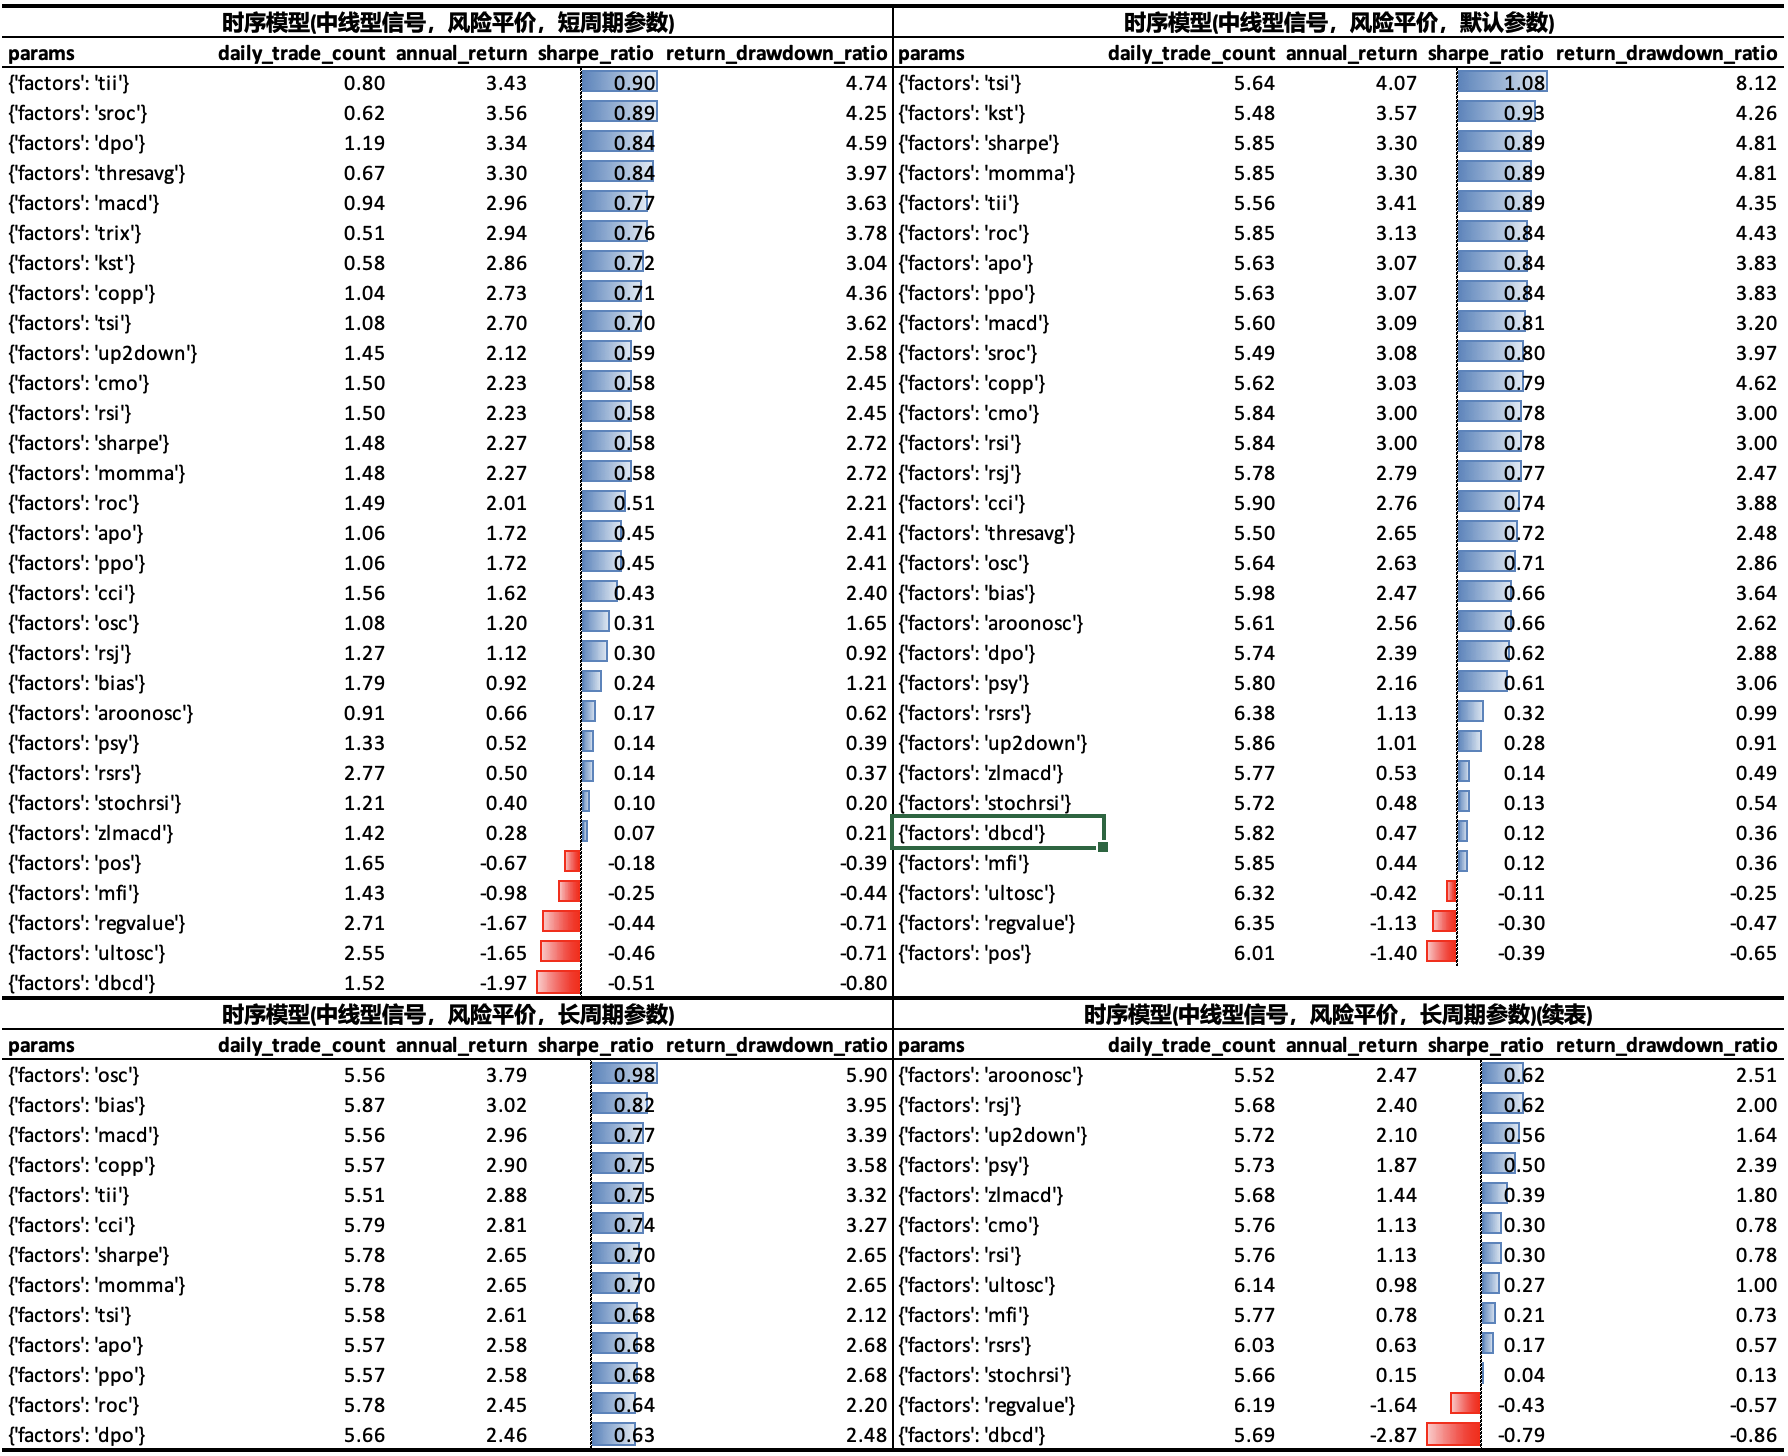 时序模型(中线型信号，风险平价，短周期参数)
params daily_trade_count annual_return sharpe_ratio return_drawdown_ratio
{'factors': 'tii'} 0.80 3.43 0.90 4.74
{'factors': 'sroc'} 0.62 3.56 0.89 4.25
{'factors': 'dpo'} 1.19 3.34 0.84 4.59
{'factors': 'thresavg'} 0.67 3.30 0.84 3.97
{'factors': 'macd'} 0.94 2.96 0.77 3.63
{'factors': 'trix'} 0.51 2.94 0.76 3.78
{'factors': 'kst'} 0.58 2.86 0.72 3.04
{'factors': 'copp'} 1.04 2.73 0.71 4.36
{'factors': 'tsi'} 1.08 2.70 0.70 3.62
{'factors': 'up2down'} 1.45 2.12 0.59 2.58
{'factors': 'cmo'} 1.50 2.23 0.58 2.45
{'factors': 'rsi'} 1.50 2.23 0.58 2.45
{'factors': 'sharpe'} 1.48 2.27 0.58 2.72
{'factors': 'momma'} 1.48 2.27 0.58 2.72
{'factors': 'roc'} 1.49 2.01 0.51 2.21
{'factors': 'apo'} 1.06 1.72 0.45 2.41
{'factors': 'ppo'} 1.06 1.72 0.45 2.41
{'factors': 'cci'} 1.56 1.62 0.43 2.40
{'factors': 'osc'} 1.08 1.20 0.31 1.65
{'factors': 'rsj'} 1.27 1.12 0.30 0.92
{'factors': 'bias'} 1.79 0.92 0.24 1.21
{'factors': 'aroonosc'} 0.91 0.66 0.17 0.62
{'factors': 'psy'} 1.33 0.52 0.14 0.39
{'factors': 'rsrs'} 2.77 0.50 0.14 0.37
{'factors': 'stochrsi'} 1.21 0.40 0.10 0.20
{'factors': 'zlmacd'} 1.42 0.28 0.07 0.21
{'factors': 'pos'} 1.65 -0.67 -0.18 -0.39
{'factors': 'mfi'} 1.43 -0.98 -0.25 -0.44
{'factors': 'regvalue'} 2.71 -1.67 -0.44 -0.71
{'factors': 'ultosc'} 2.55 -1.65 -0.46 -0.71
{'factors': 'dbcd'} 1.52 -1.97 -0.51 -0.80
时序模型(中线型信号，风险平价，默认参数)
params daily_trade_count annual_return sharpe_ratio return_drawdown_ratio
{'factors': 'tsi'} 5.64 4.07 1.08 8.12
{'factors': 'kst'} 5.48 3.57 0.93 4.26
{'factors': 'sharpe'} 5.85 3.30 0.89 4.81
{'factors': 'momma'} 5.85 3.30 0.89 4.81
{'factors': 'tii'} 5.56 3.41 0.89 4.35
{'factors': 'roc'} 5.85 3.13 0.84 4.43
{'factors': 'apo'} 5.63 3.07 0.84 3.83
{'factors': 'ppo'} 5.63 3.07 0.84 3.83
{'factors': 'macd'} 5.60 3.09 0.81 3.20
{'factors': 'sroc'} 5.49 3.08 0.80 3.97
{'factors': 'copp'} 5.62 3.03 0.79 4.62
{'factors': 'cmo'} 5.84 3.00 0.78 3.00
{'factors': 'rsi'} 5.84 3.00 0.78 3.00
{'factors': 'rsj'} 5.78 2.79 0.77 2.47
{'factors': 'cci'} 5.90 2.76 0.74 3.88
{'factors': 'thresavg'} 5.50 2.65 0.72 2.48
{'factors': 'osc'} 5.64 2.63 0.71 2.86
{'factors': 'bias'} 5.98 2.47 0.66 3.64
{'factors': 'aroonosc'} 5.61 2.56 0.66 2.62
{'factors': 'dpo'} 5.74 2.39 0.62 2.88
{'factors': 'psy'} 5.80 2.16 0.61 3.06
{'factors': 'rsrs'} 6.38 1.13 0.32 0.99
{'factors': 'up2down'} 5.86 1.01 0.28 0.91
{'factors': 'zlmacd'} 5.77 0.53 0.14 0.49
{'factors': 'stochrsi'} 5.72 0.48 0.13 0.54
{'factors': 'dbcd'} 5.82 0.47 0.12 0.36
{'factors': 'mfi'} 5.85 0.44 0.12 0.36
{'factors': 'ultosc'} 6.32 -0.42 -0.11 -0.25
{'factors': 'regvalue'} 6.35 -1.13 -0.30 -0.47
{'factors': 'pos'} 6.01 -1.40 -0.39 -0.65
时序模型(中线型信号，风险平价，长周期参数)
params daily_trade_count annual_return sharpe_ratio return_drawdown_ratio
{'factors': 'osc'} 5.56 3.79 0.98 5.90
{'factors': 'bias'} 5.87 3.02 0.82 3.95
{'factors': 'macd'} 5.56 2.96 0.77 3.39
{'factors': 'copp'} 5.57 2.90 0.75 3.58
{'factors': 'tii'} 5.51 2.88 0.75 3.32
{'factors': 'cci'} 5.79 2.81 0.74 3.27
{'factors': 'sharpe'} 5.78 2.65 0.70 2.65
{'factors': 'momma'} 5.78 2.65 0.70 2.65
{'factors': 'tsi'} 5.58 2.61 0.68 2.12
{'factors': 'apo'} 5.57 2.58 0.68 2.68
{'factors': 'ppo'} 5.57 2.58 0.68 2.68
{'factors': 'roc'} 5.78 2.45 0.64 2.20
{'factors': 'dpo'} 5.66 2.46 0.63 2.48
时序模型(中线型信号，风险平价，长周期参数)(续表)
params daily_trade_count annual_return sharpe_ratio return_drawdown_ratio
{'factors': 'aroonosc'} 5.52 2.47 0.62 2.51
{'factors': 'rsj'} 5.68 2.40 0.62 2.00
{'factors': 'up2down'} 5.72 2.10 0.56 1.64
{'factors': 'psy'} 5.73 1.87 0.50 2.39
{'factors': 'zlmacd'} 5.68 1.44 0.39 1.80
{'factors': 'cmo'} 5.76 1.13 0.30 0.78
{'factors': 'rsi'} 5.76 1.13 0.30 0.78
{'factors': 'ultosc'} 6.14 0.98 0.27 1.00
{'factors': 'mfi'} 5.77 0.78 0.21 0.73
{'factors': 'rsrs'} 6.03 0.63 0.17 0.57
{'factors': 'stochrsi'} 5.66 0.15 0.04 0.13
{'factors': 'regvalue'} 6.19 -1.64 -0.43 -0.57
{'factors': 'dbcd'} 5.69 -2.87 -0.79 -0.86